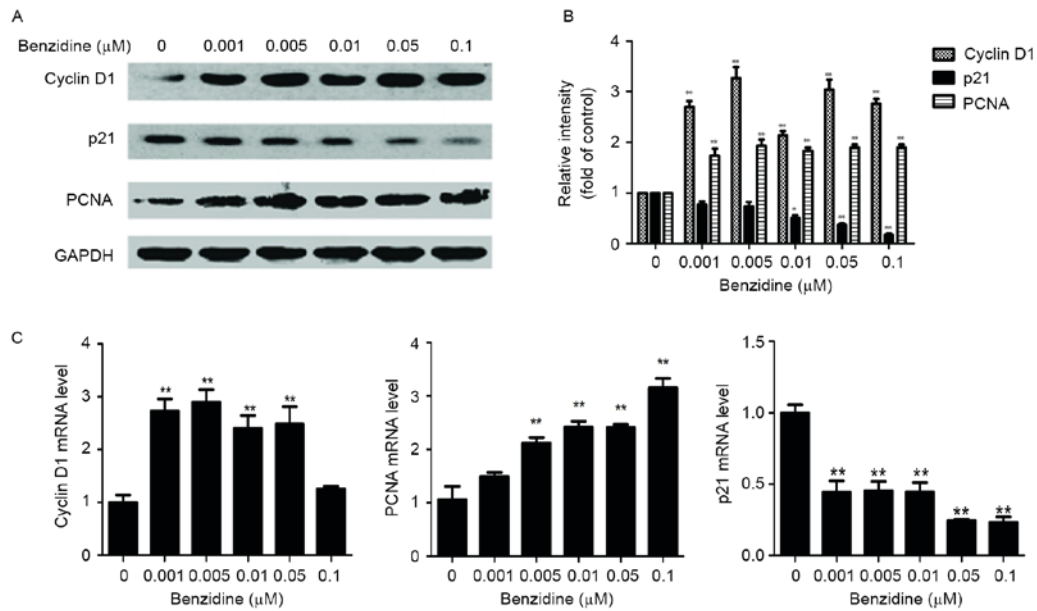 A
Benzidine (μM) 0 0.001 0.005 0.01 0.05 0.1
Cyclin D1
p21
PCNA
GAPDH
B
Relative intensity
(fold of control)
4
3
2
1
0
** ** ** ** ** ** * ** ** ** ** ** ** **
0 0.001 0.005 0.01 0.05 0.1
Benzidine (μM)
Cyclin D1
p21
PCNA
C
Cyclin D1 mRNA level
4
3
2
1
0
** ** ** **
0 0.001 0.005 0.01 0.05 0.1
Benzidine (μM)
PCNA mRNA level
4
3
2
1
0
** ** ** **
0 0.001 0.005 0.01 0.05 0.1
Benzidine (μM)
p21 mRNA level
1.5
1.0
0.5
0.0
** ** ** ** **
0 0.001 0.005 0.01 0.05 0.1
Benzidine (μM)